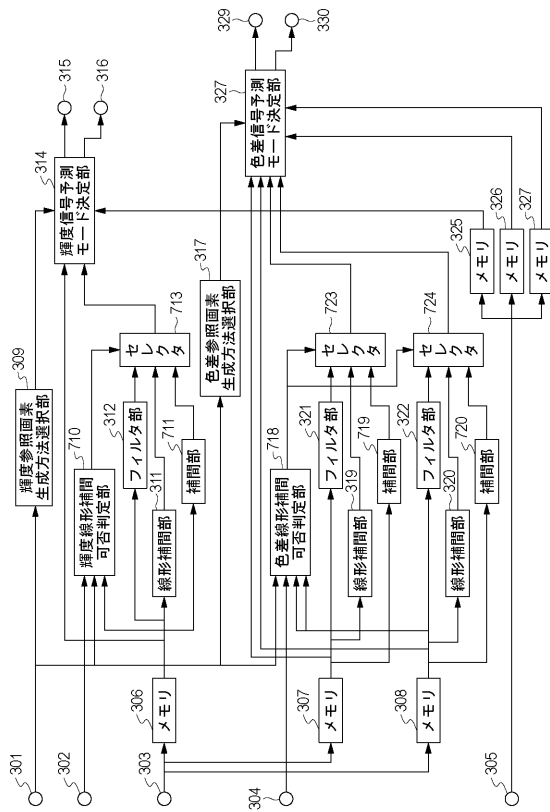 301
302
303
304
305
306
メモリ
307
メモリ
308
メモリ
309
輝度参照画素
生成方法選択部
710
輝度線形補間
可否判定部
311
線形補間部
312
フィルタ部
711
補間部
713
セレクタ
314
輝度信号予測
モード決定部
315
316
317
色差参照画素
生成方法選択部
718
色差線形補間
可否判定部
319
線形補間部
321
フィルタ部
719
補間部
723
セレクタ
320
線形補間部
322
フィルタ部
720
補間部
724
セレクタ
325
メモリ
326
メモリ
327
メモリ
327
色差信号予測
モード決定部
329
330